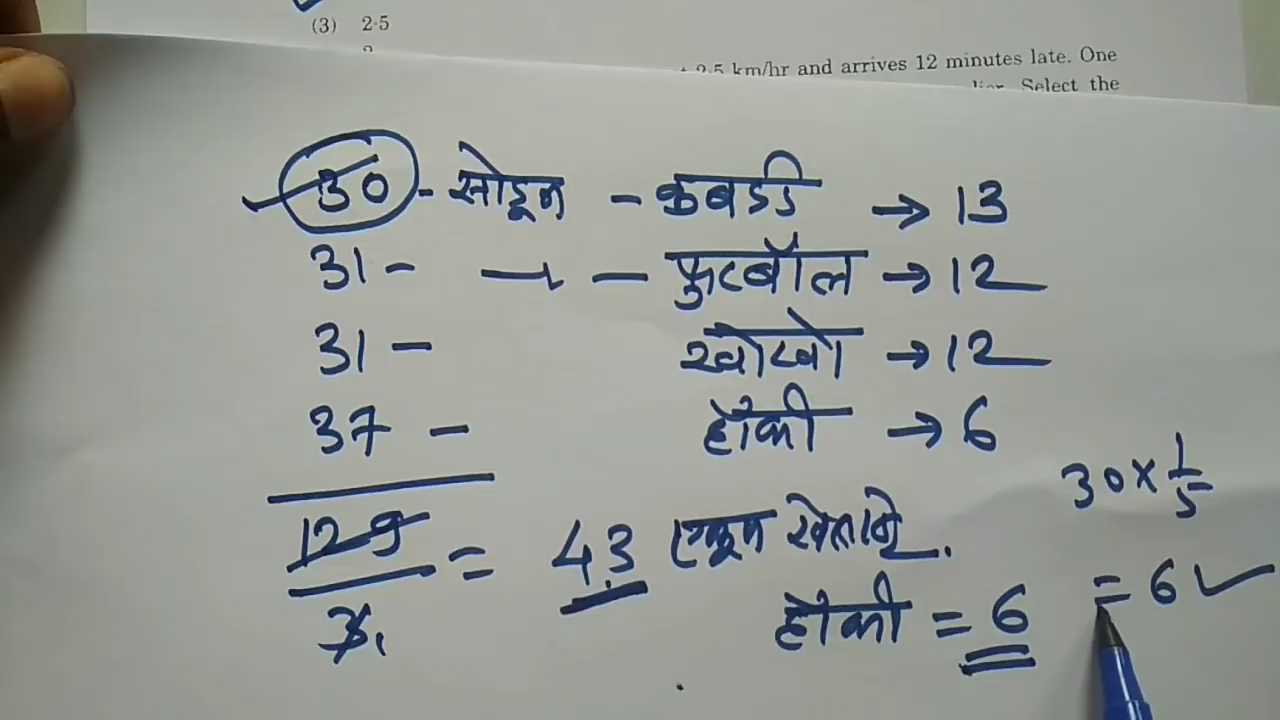 (3) 2·5
2·5 km/hr and arrives 12 minutes late. One
Select the
30 - सोडून - कबड्डी → 13
31 - —〃— फुटबॉल → 12
31 - खोखो → 12
37 - हॉकी → 6
30 × 1/5
129/3 = 43 एकूण खेळाडू.
= 6 ✓
हॉकी = 6